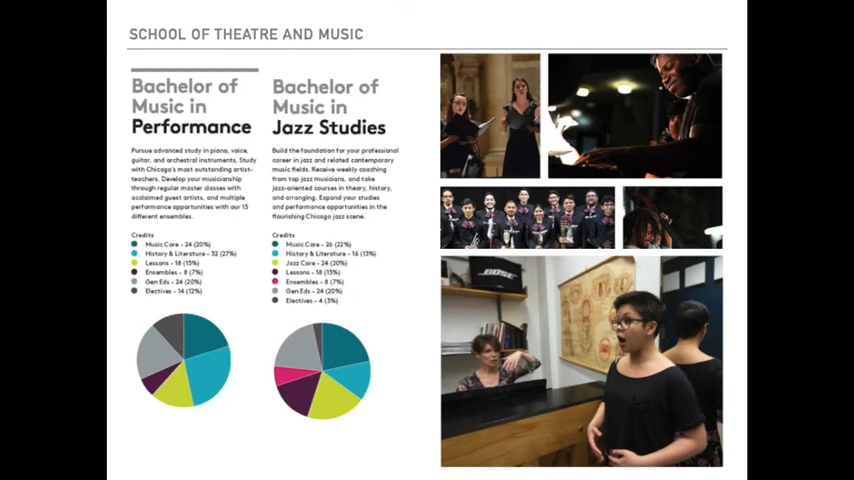 SCHOOL OF THEATRE AND MUSIC
Bachelor of
Music in
Performance
Pursue advanced study in piano, voice,
guitar, and orchestral instruments. Study
with Chicago's most outstanding artist-
teachers. Develop your musicianship
through regular master classes with
acclaimed guest artists, and multiple
performance opportunities with our 15
different ensembles.
Credits
Music Core - 24 (20%)
History & Literature - 32 (27%)
Lessons - 18 (15%)
Ensembles - 8 (7%)
Gen Eds - 24 (20%)
Electives - 14 (12%)
Bachelor of
Music in
Jazz Studies
Build the foundation for your professional
career in jazz and related contemporary
music fields. Receive weekly coaching
from top jazz musicians, and take
jazz-oriented courses in theory, history,
and arranging. Expand your studies
and performance opportunities in the
flourishing Chicago jazz scene.
Credits
Music Core - 26 (22%)
History & Literature - 16 (13%)
Jazz Core - 24 (20%)
Lessons - 18 (15%)
Ensembles - 8 (7%)
Gen Eds - 24 (20%)
Electives - 4 (3%)
BOSE